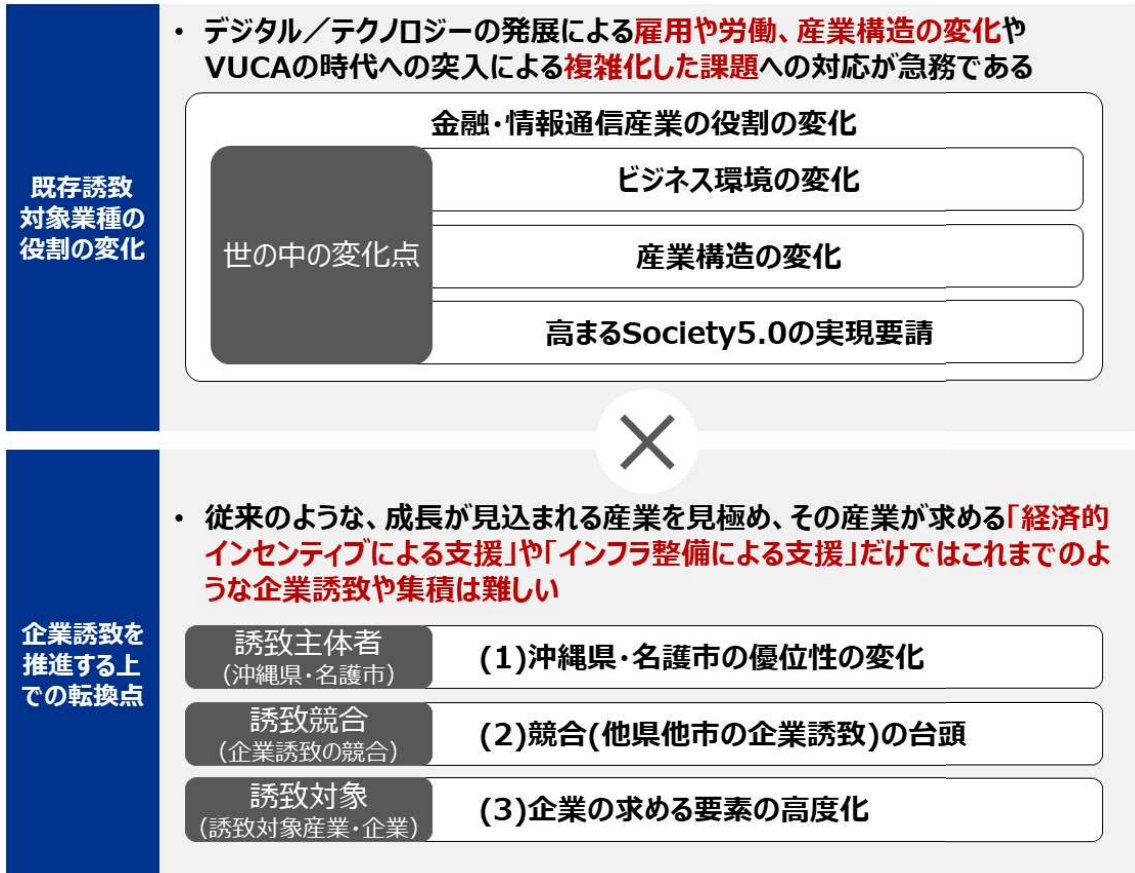 既存誘致
対象業種の
役割の変化
・デジタル／テクノロジーの発展による雇用や労働、産業構造の変化や
VUCAの時代への突入による複雑化した課題への対応が急務である
金融・情報通信産業の役割の変化
世の中の変化点
ビジネス環境の変化
産業構造の変化
高まるSociety5.0の実現要請
×
企業誘致を
推進する上
での転換点
・従来のような、成長が見込まれる産業を見極め、その産業が求める「経済的
インセンティブによる支援」や「インフラ整備による支援」だけではこれまでのよ
うな企業誘致や集積は難しい
誘致主体者
（沖縄県・名護市）
(1)沖縄県・名護市の優位性の変化
誘致競合
（企業誘致の競合）
(2)競合(他県他市の企業誘致)の台頭
誘致対象
（誘致対象産業・企業）
(3)企業の求める要素の高度化